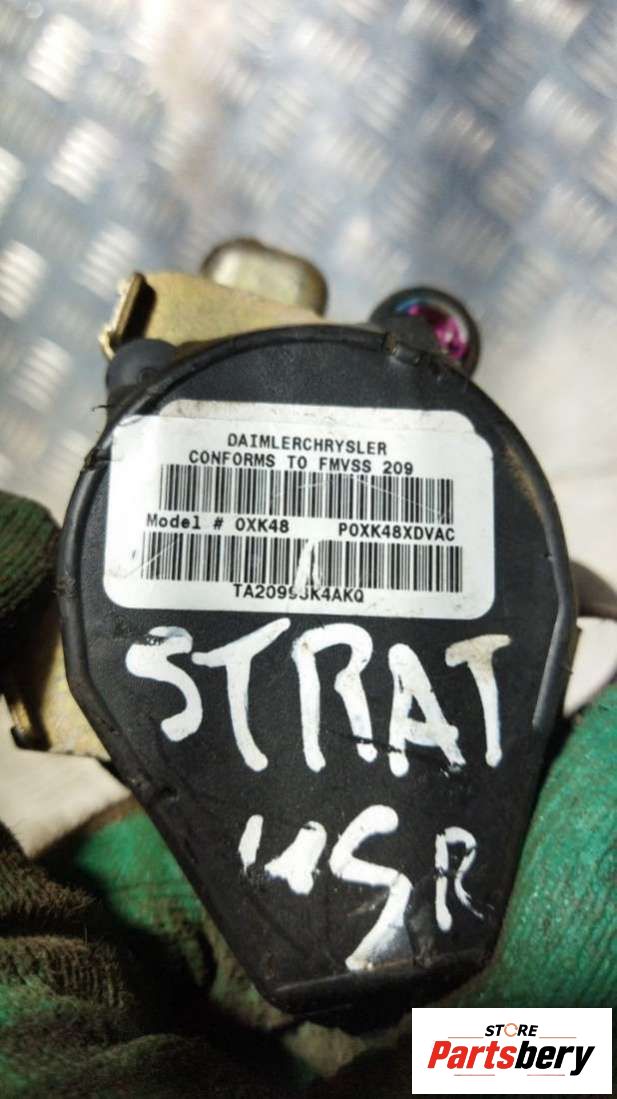 DAIMLERCHRYSLER
CONFORMS TO FMVSS 209
Model # 0XK48 P0XK48XDVAC
STRAT
STORE
Partsbery